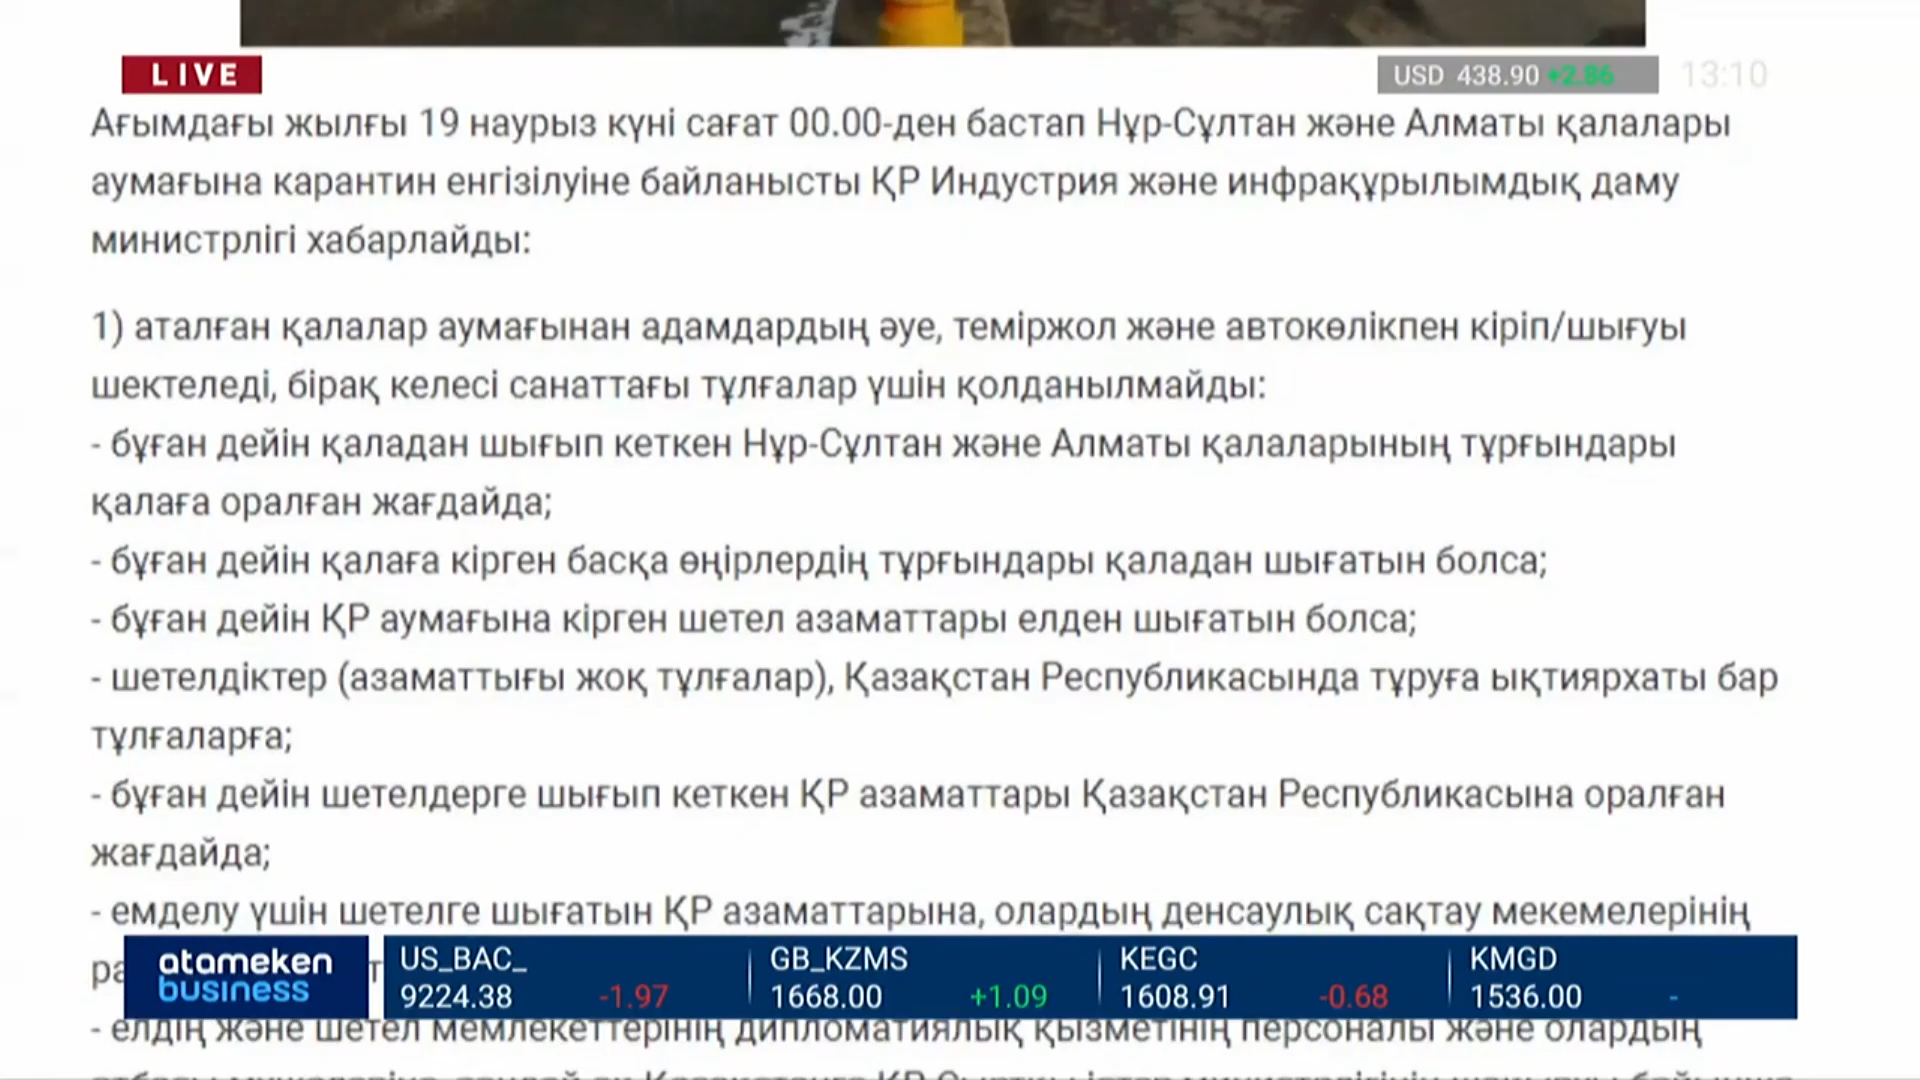 LIVE
USD 438.90 +2.86
13:10
Ағымдағы жылғы 19 наурыз күні сағат 00.00-ден бастап Нұр-Сұлтан және Алматы қалалары
аумағына карантин енгізілуіне байланысты ҚР Индустрия және инфрақұрылымдық даму
министрлігі хабарлайды:
1) аталған қалалар аумағынан адамдардың әуе, теміржол және автокөлікпен кіріп/шығуы
шектеледі, бірақ келесі санаттағы тұлғалар үшін қолданылмайды:
- бұған дейін қаладан шығып кеткен Нұр-Сұлтан және Алматы қалаларының тұрғындары
қалаға оралған жағдайда;
- бұған дейін қалаға кірген басқа өңірлердің тұрғындары қаладан шығатын болса;
- бұған дейін ҚР аумағына кірген шетел азаматтары елден шығатын болса;
- шетелдіктер (азаматтығы жоқ тұлғалар), Қазақстан Республикасында тұруға ықтиярхаты бар
тұлғаларға;
- бұған дейін шетелдерге шығып кеткен ҚР азаматтары Қазақстан Республикасына оралған
жағдайда;
- емделу үшін шетелге шығатын ҚР азаматтарына, олардың денсаулық сақтау мекемелерінің
atameken
business
US_BAC_
9224.38 -1.97
GB_KZMS
1668.00 +1.09
KEGC
1608.91 -0.68
KMGD
1536.00 -
- елдің және шетел мемлекеттерінің дипломатиялық қызметінің персоналы және олардың